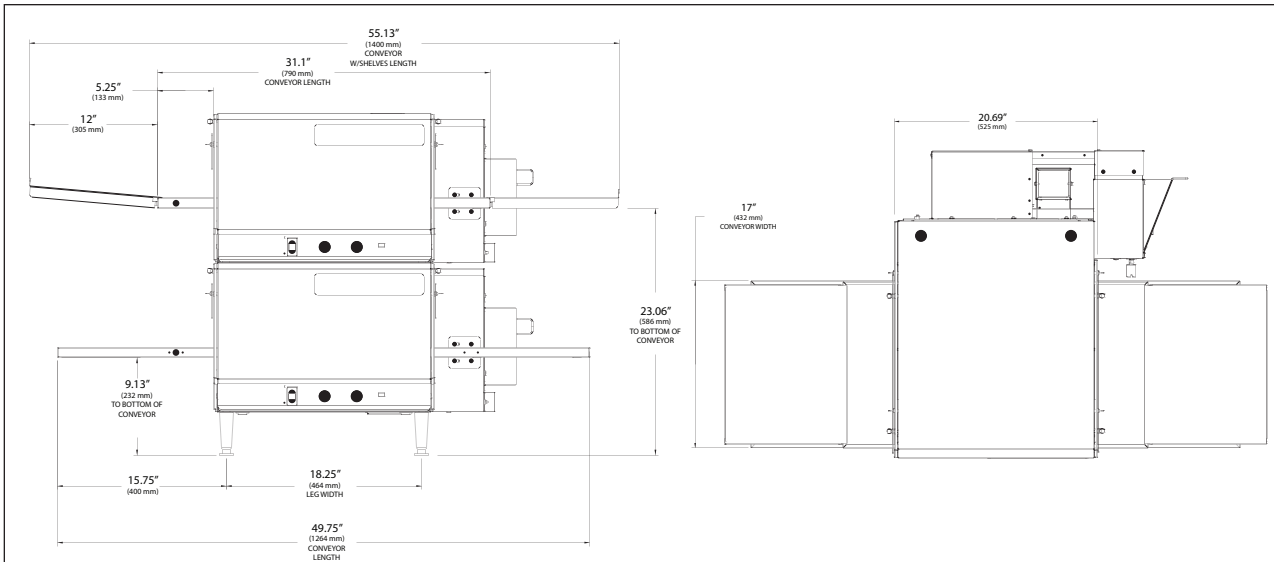 55.13”
(1400 mm)
CONVEYOR
W/SHELVES LENGTH
31.1”
(790 mm)
CONVEYOR LENGTH
5.25”
(133 mm)
12”
(305 mm)
23.06”
(586 mm)
TO BOTTOM OF
CONVEYOR
9.13”
(232 mm)
TO BOTTOM OF
CONVEYOR
15.75”
(400 mm)
18.25”
(464 mm)
LEG WIDTH
49.75”
(1264 mm)
CONVEYOR
LENGTH
20.69”
(525 mm)
17”
(432 mm)
CONVEYOR WIDTH